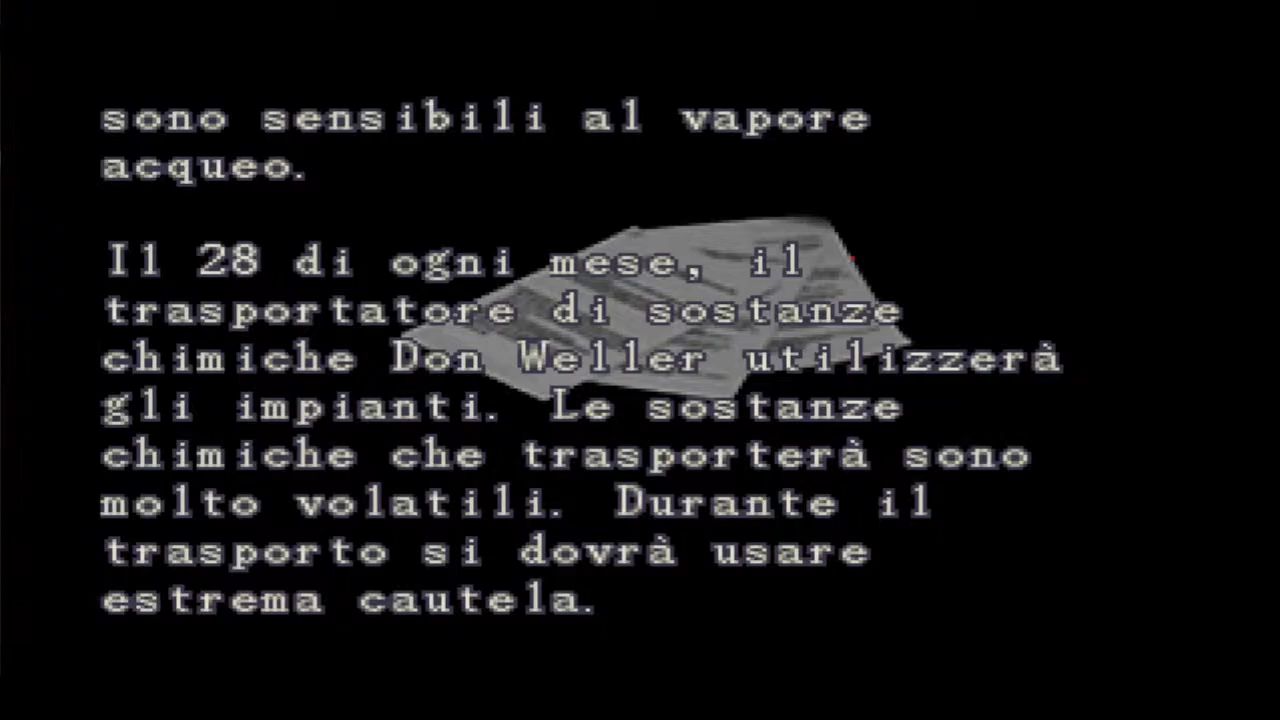 sono sensibili al vapore
acqueo.
Il 28 di ogni mese, il
trasportatore di sostanze
chimiche Don Weller utilizzerà
gli impianti. Le sostanze
chimiche che trasporterà sono
molto volatili. Durante il
trasporto si dovrà usare
estrema cautela.